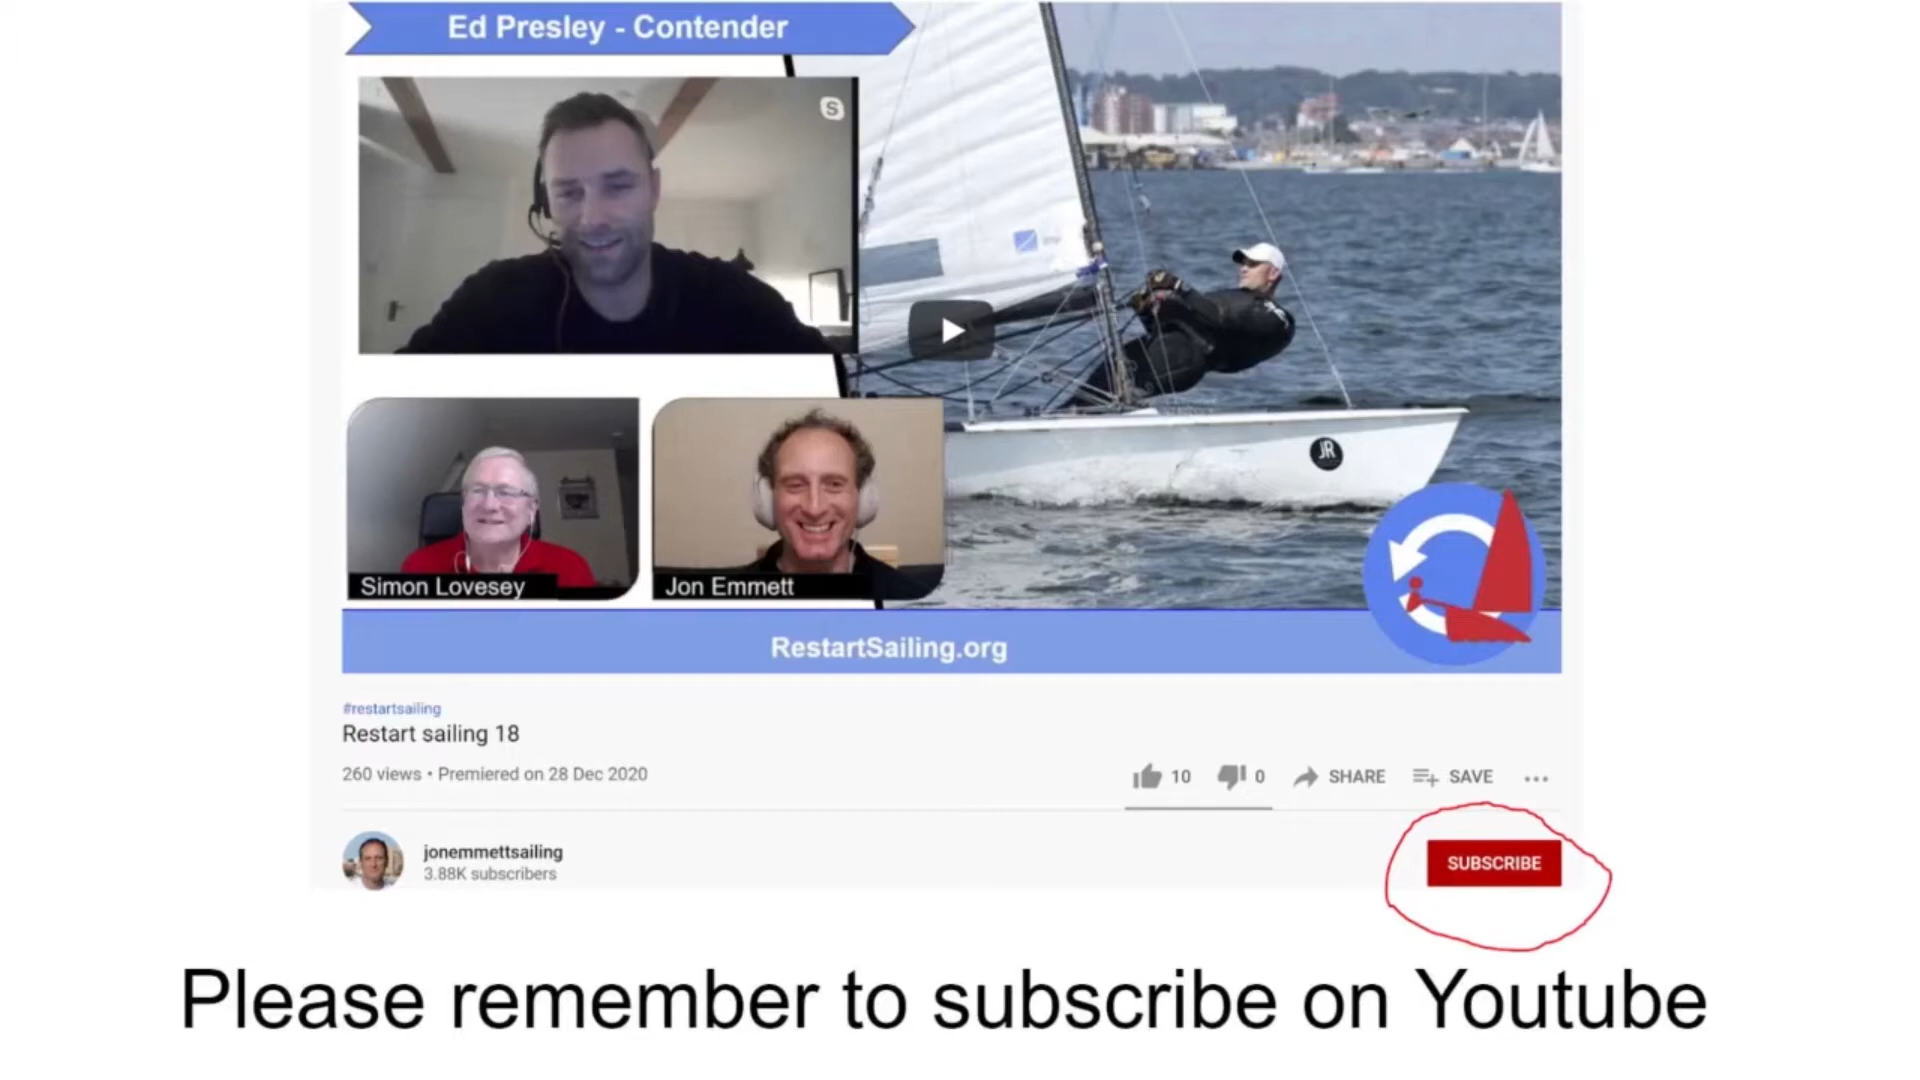 Ed Presley - Contender
S
JR
Simon Lovesey
Jon Emmett
RestartSailing.org
#restartsailing
Restart sailing 18
260 views • Premiered on 28 Dec 2020
10
0
SHARE
SAVE
jonemmettsailing
3.88K subscribers
SUBSCRIBE
Please remember to subscribe on Youtube